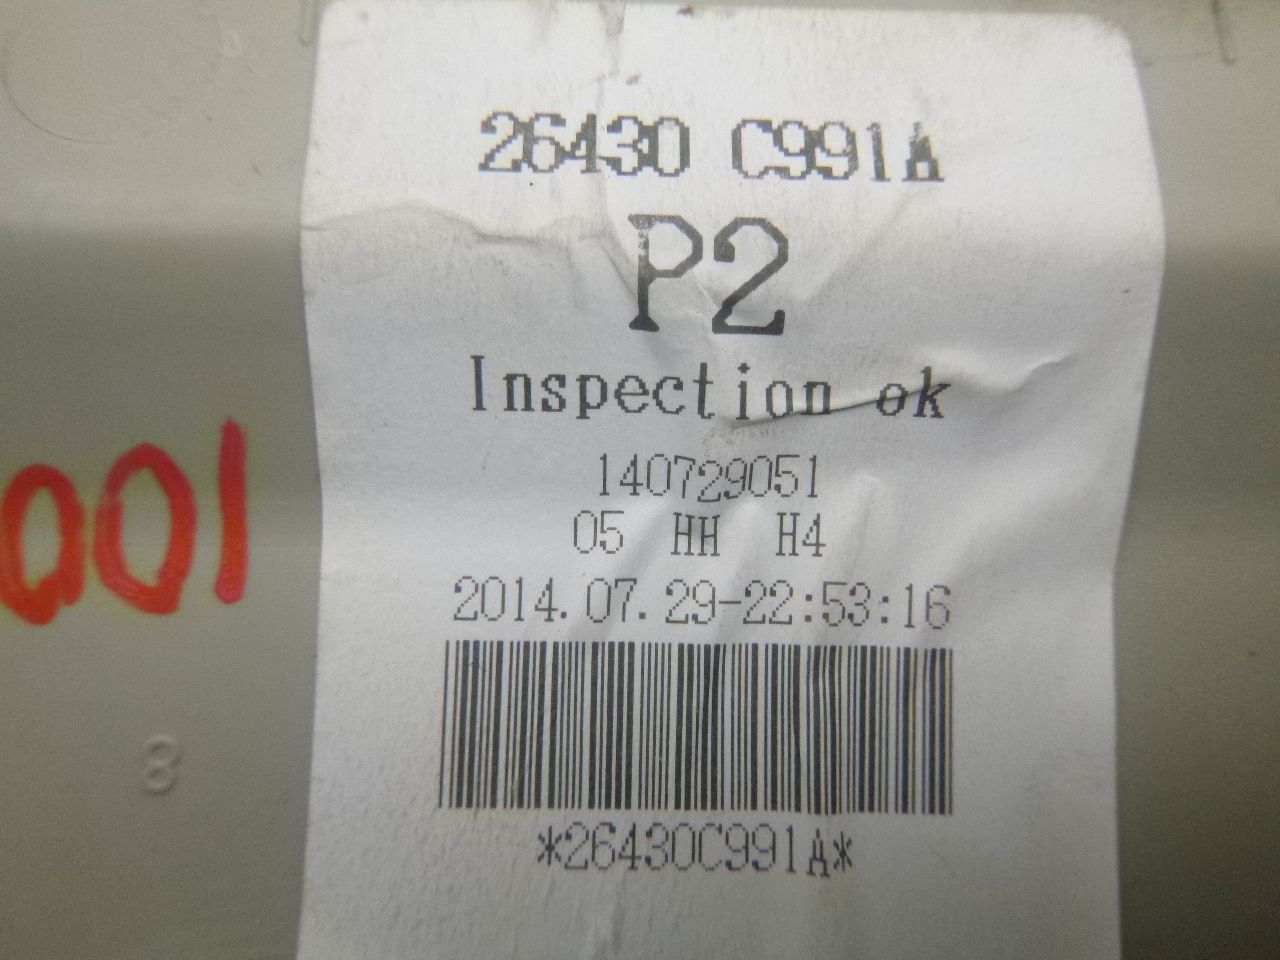 26430 C991A
P2
Inspection ok
140729051
05 HH H4
2014.07.29-22:53:16
*26430C991A*
001
8